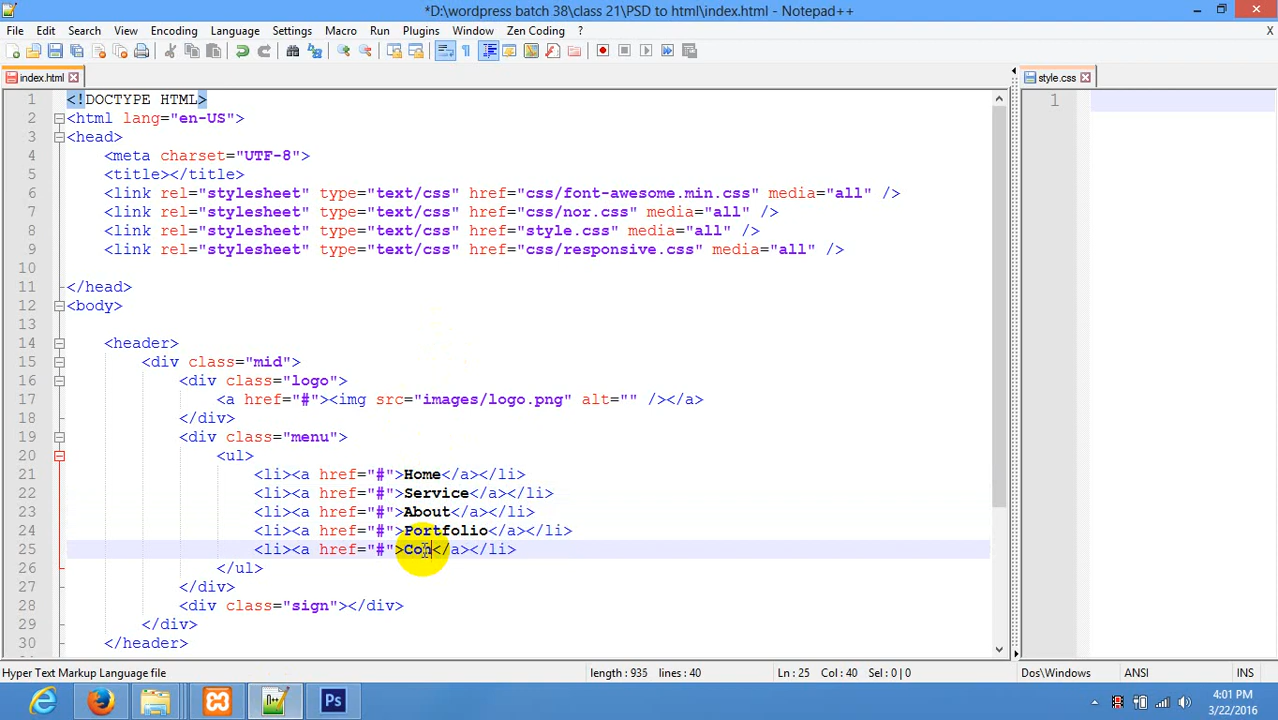 *D:\wordpress batch 38\class 21\PSD to html\index.html - Notepad++
File Edit Search View Encoding Language Settings Macro Run Plugins Window Zen Coding ? X
index.html style.css
1 <!DOCTYPE HTML> 1
2 <html lang="en-US">
3 <head>
4 <meta charset="UTF-8">
5 <title></title>
6 <link rel="stylesheet" type="text/css" href="css/font-awesome.min.css" media="all" />
7 <link rel="stylesheet" type="text/css" href="css/nor.css" media="all" />
8 <link rel="stylesheet" type="text/css" href="style.css" media="all" />
9 <link rel="stylesheet" type="text/css" href="css/responsive.css" media="all" />
10
11 </head>
12 <body>
13
14 <header>
15 <div class="mid">
16 <div class="logo">
17 <a href="#"><img src="images/logo.png" alt="" /></a>
18 </div>
19 <div class="menu">
20 <ul>
21 <li><a href="#">Home</a></li>
22 <li><a href="#">Service</a></li>
23 <li><a href="#">About</a></li>
24 <li><a href="#">Portfolio</a></li>
25 <li><a href="#">Con</a></li>
26 </ul>
27 </div>
28 <div class="sign"></div>
29 </div>
30 </header>
Hyper Text Markup Language file length : 935 lines : 40 Ln : 25 Col : 40 Sel : 0 | 0 Dos\Windows ANSI INS
Ps
4:01 PM
3/22/2016